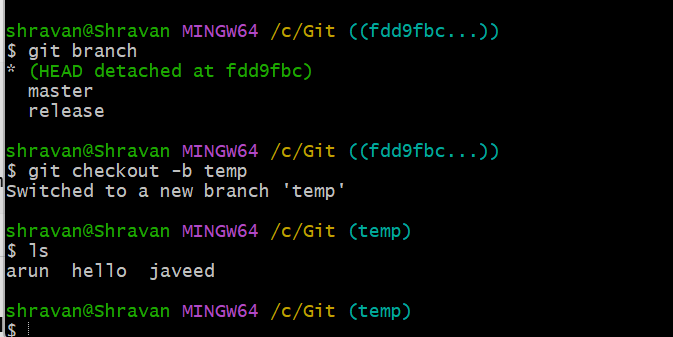 shravan@Shravan MINGW64 /c/Git ((fdd9fbc...))
$ git branch
* (HEAD detached at fdd9fbc)
  master
  release

shravan@Shravan MINGW64 /c/Git ((fdd9fbc...))
$ git checkout -b temp
Switched to a new branch 'temp'

shravan@Shravan MINGW64 /c/Git (temp)
$ ls
arun  hello  javeed

shravan@Shravan MINGW64 /c/Git (temp)
$